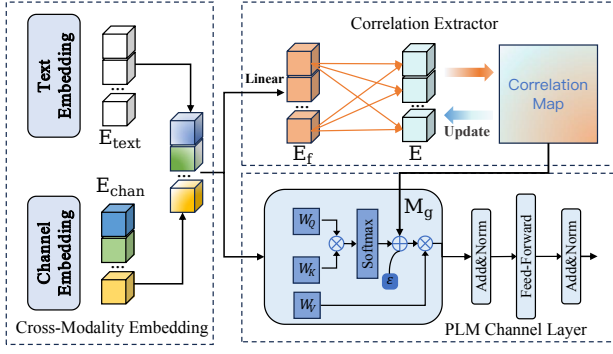 Text
Embedding
E_text
E_chan
Channel
Embedding
Cross-Modality Embedding
Correlation Extractor
Linear
E_f
E
Update
Correlation
Map
M_g
W_Q
W_K
W_V
Softmax
ε
Add&Norm
Feed-Forward
Add&Norm
PLM Channel Layer